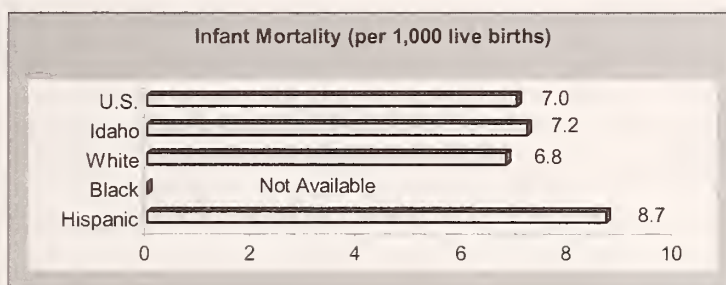 Infant Mortality (per 1,000 live births)
U.S. 7.0
Idaho 7.2
White 6.8
Black Not Available
Hispanic 8.7
0 2 4 6 8 10